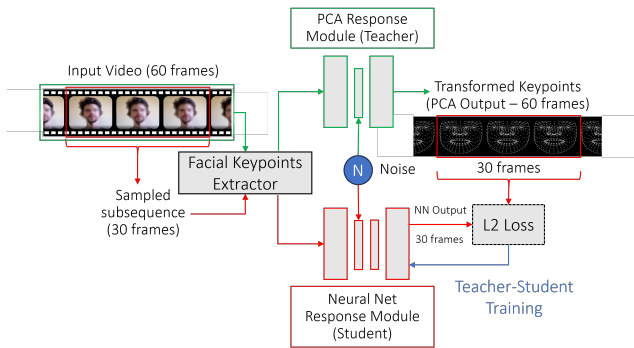 PCA Response
Module (Teacher)
Input Video (60 frames)
Transformed Keypoints
(PCA Output – 60 frames)
Facial Keypoints
Extractor
N
Noise
30 frames
Sampled
subsequence
(30 frames)
NN Output
30 frames
L2 Loss
Teacher-Student
Training
Neural Net
Response Module
(Student)